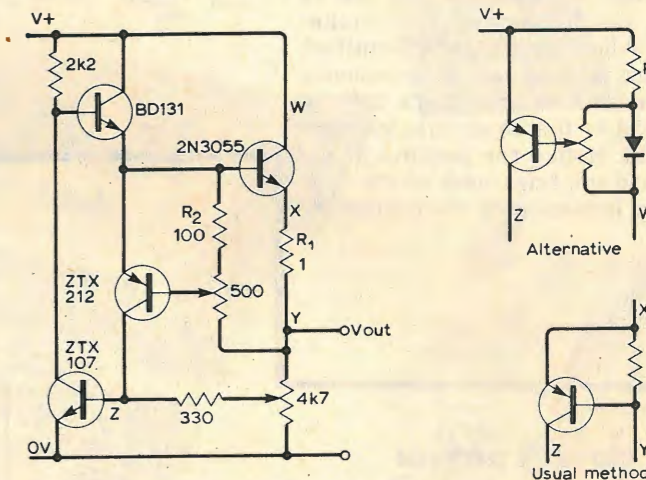 V+
2k2
BD131
W
2N3055
X
R2
100
R1
1
ZTX
212
500
Y
Vout
ZTX
107
Z
330
4k7
0V
V+
R
Z
W
Alternative
X
Z
Y
Usual method